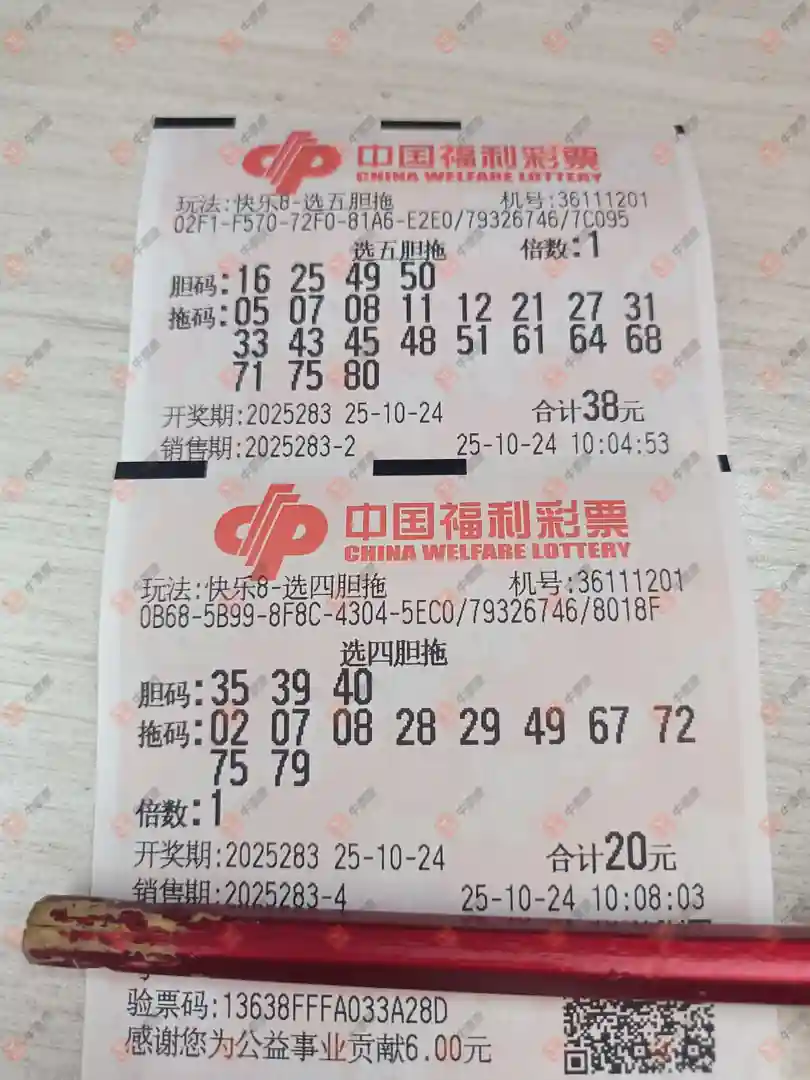 中国福利彩票
CHINA WELFARE LOTTERY
玩法:快乐8-选五胆拖 机号:36111201
02F1-F570-72F0-81A6-E2E0/79326746/7C095
选五胆拖 倍数:1
胆码:16 25 49 50
拖码:05 07 08 11 12 21 27 31
33 43 45 48 51 61 64 68
71 75 80
开奖期:2025283 25-10-24 合计38元
销售期:2025283-2 25-10-24 10:04:53
中国福利彩票
CHINA WELFARE LOTTERY
玩法:快乐8-选四胆拖 机号:36111201
0B68-5B99-8F8C-4304-5EC0/79326746/8018F
选四胆拖
胆码:35 39 40
拖码:02 07 08 28 29 49 67 72
75 79
倍数:1
开奖期:2025283 25-10-24 合计20元
销售期:2025283-4 25-10-24 10:08:03
验票码:13638FFFA033A28D
感谢您为公益事业贡献6.00元